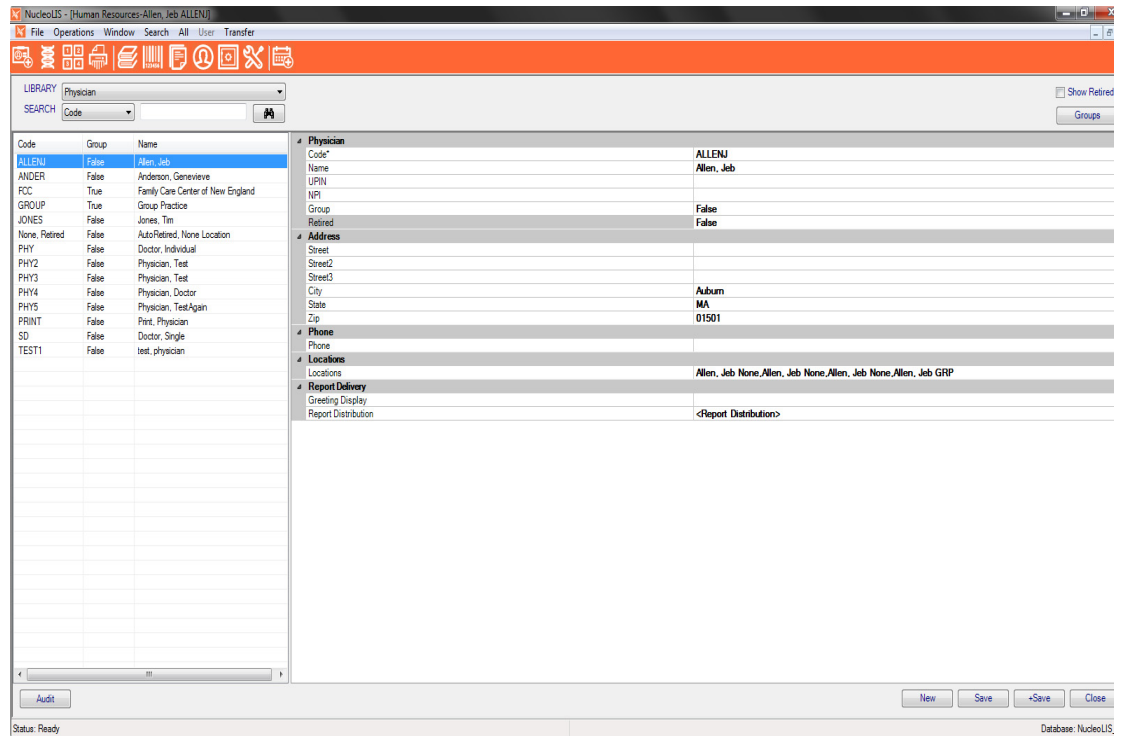 NucleoLIS - [Human Resources-Allen, Jeb ALLENJ]
File Operations Window Search All User Transfer
LIBRARY Physician
Show Retired
SEARCH Code
Groups
Code Group Name
ALLENJ False Allen, Jeb
ANDER False Anderson, Genevieve
FCC True Family Care Center of New England
GROUP True Group Practice
JONES False Jones, Tim
None, Retired False AutoRetired, None Location
PHY False Doctor, Individual
PHY2 False Physician, Test
PHY3 False Physician, Test
PHY4 False Physician, Doctor
PHY5 False Physician, TestAgain
PRINT False Print, Physician
SD False Doctor, Single
TEST1 False test, physician
Physician
Code* ALLENJ
Name Allen, Jeb
UPIN
NPI
Group False
Retired False
Address
Street
Street2
Street3
City Auburn
State MA
Zip 01501
Phone
Phone
Locations
Locations Allen, Jeb None,Allen, Jeb None,Allen, Jeb None,Allen, Jeb GRP
Report Delivery
Greeting Display
Report Distribution <Report Distribution>
Audit
New Save +Save Close
Status: Ready
Database: NucleoLIS_